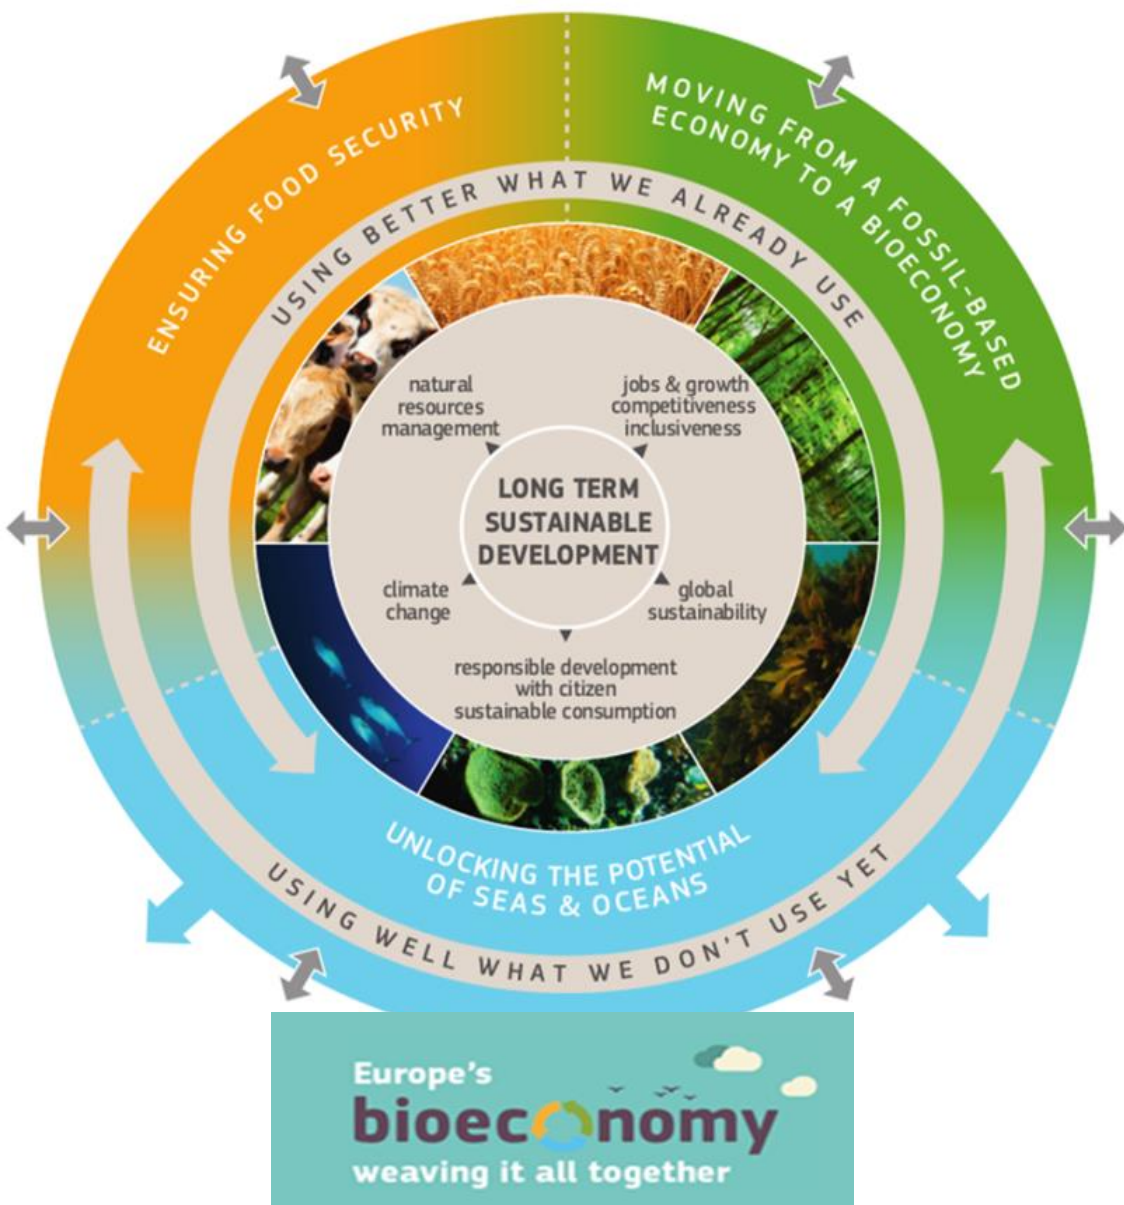 ENSURING FOOD SECURITY
MOVING FROM A FOSSIL-BASED
ECONOMY TO A BIOECONOMY
USING BETTER WHAT WE ALREADY USE
natural
resources
management
jobs & growth
competitiveness
inclusiveness
LONG TERM
SUSTAINABLE
DEVELOPMENT
climate
change
global
sustainability
responsible development
with citizen
sustainable consumption
UNLOCKING THE POTENTIAL
OF SEAS & OCEANS
USING WELL WHAT WE DON'T USE YET
Europe's
bioeconomy
weaving it all together